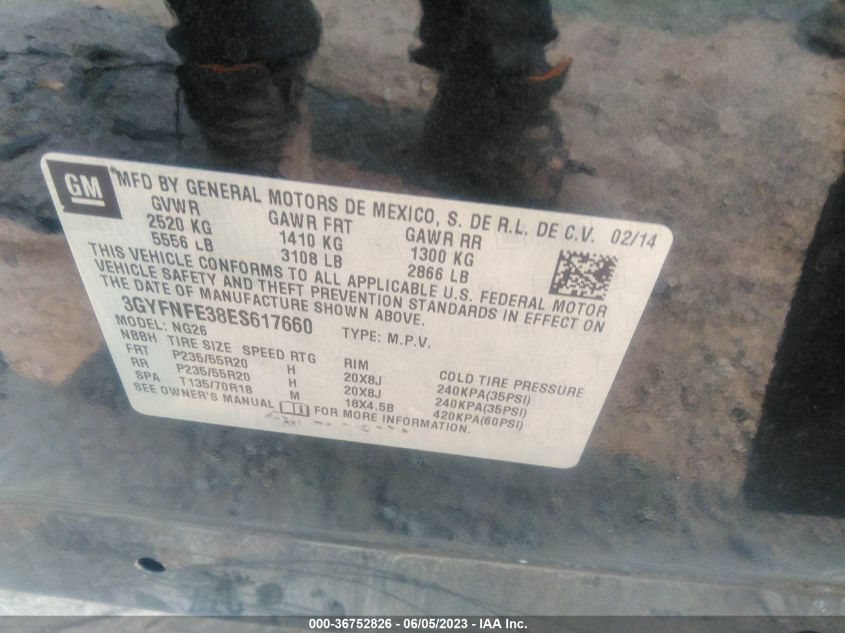 GM
MFD BY GENERAL MOTORS DE MEXICO, S. DE R.L. DE C.V. 02/14
GVWR GAWR FRT GAWR RR
2520 KG 1410 KG 1300 KG
5556 LB 3108 LB 2866 LB
THIS VEHICLE CONFORMS TO ALL APPLICABLE U.S. FEDERAL MOTOR
VEHICLE SAFETY AND THEFT PREVENTION STANDARDS IN EFFECT ON
THE DATE OF MANUFACTURE SHOWN ABOVE.
3GYFNFE38ES617660 TYPE: M.P.V.
MODEL: NG26
NBBH TIRE SIZE SPEED RTG RIM COLD TIRE PRESSURE
FRT P235/55R20 H 20X8J 240KPA(35PSI)
RR P235/55R20 H 20X8J 240KPA(35PSI)
SPA T135/70R18 M 18X4.5B 420KPA(60PSI)
SEE OWNER'S MANUAL FOR MORE INFORMATION.
000-36752826 - 06/05/2023 - IAA Inc.